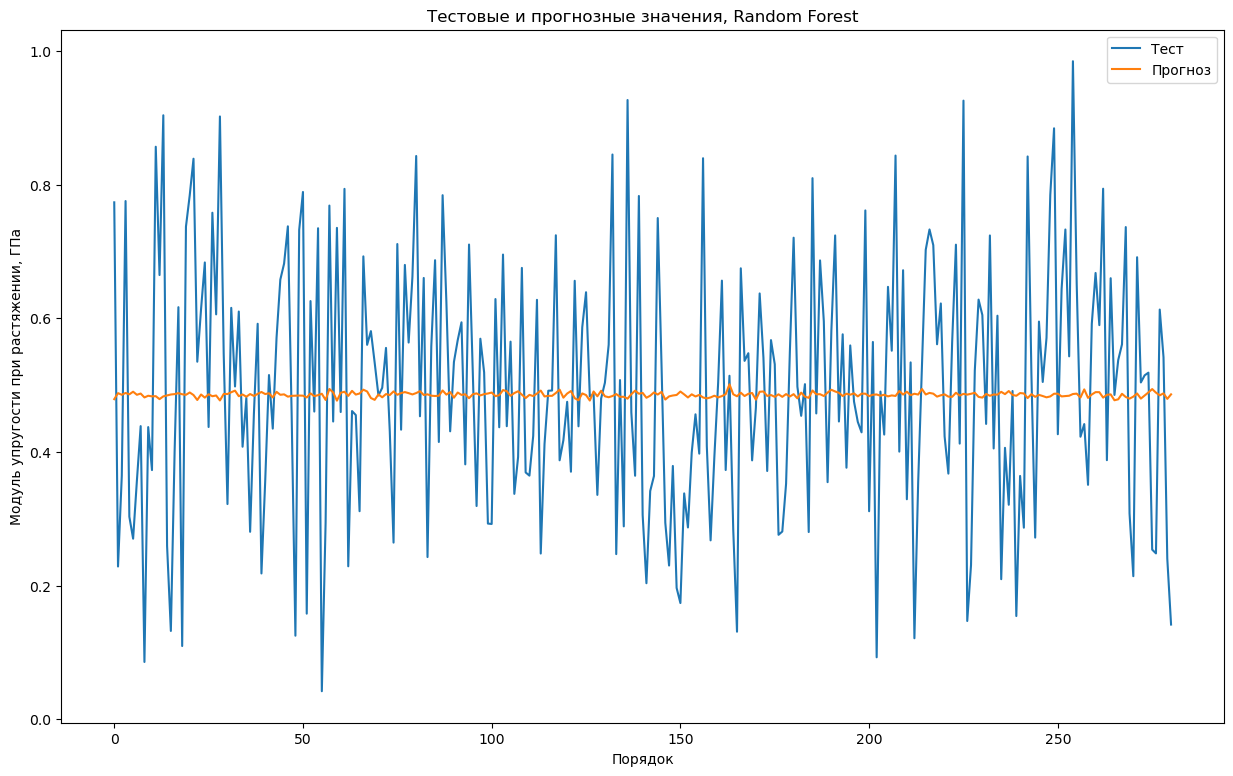 Тестовые и прогнозные значения, Random Forest
Тест
Прогноз
Модуль упругости при растяжении, ГПа
1.0
0.8
0.6
0.4
0.2
0.0
0
50
100
150
200
250
Порядок